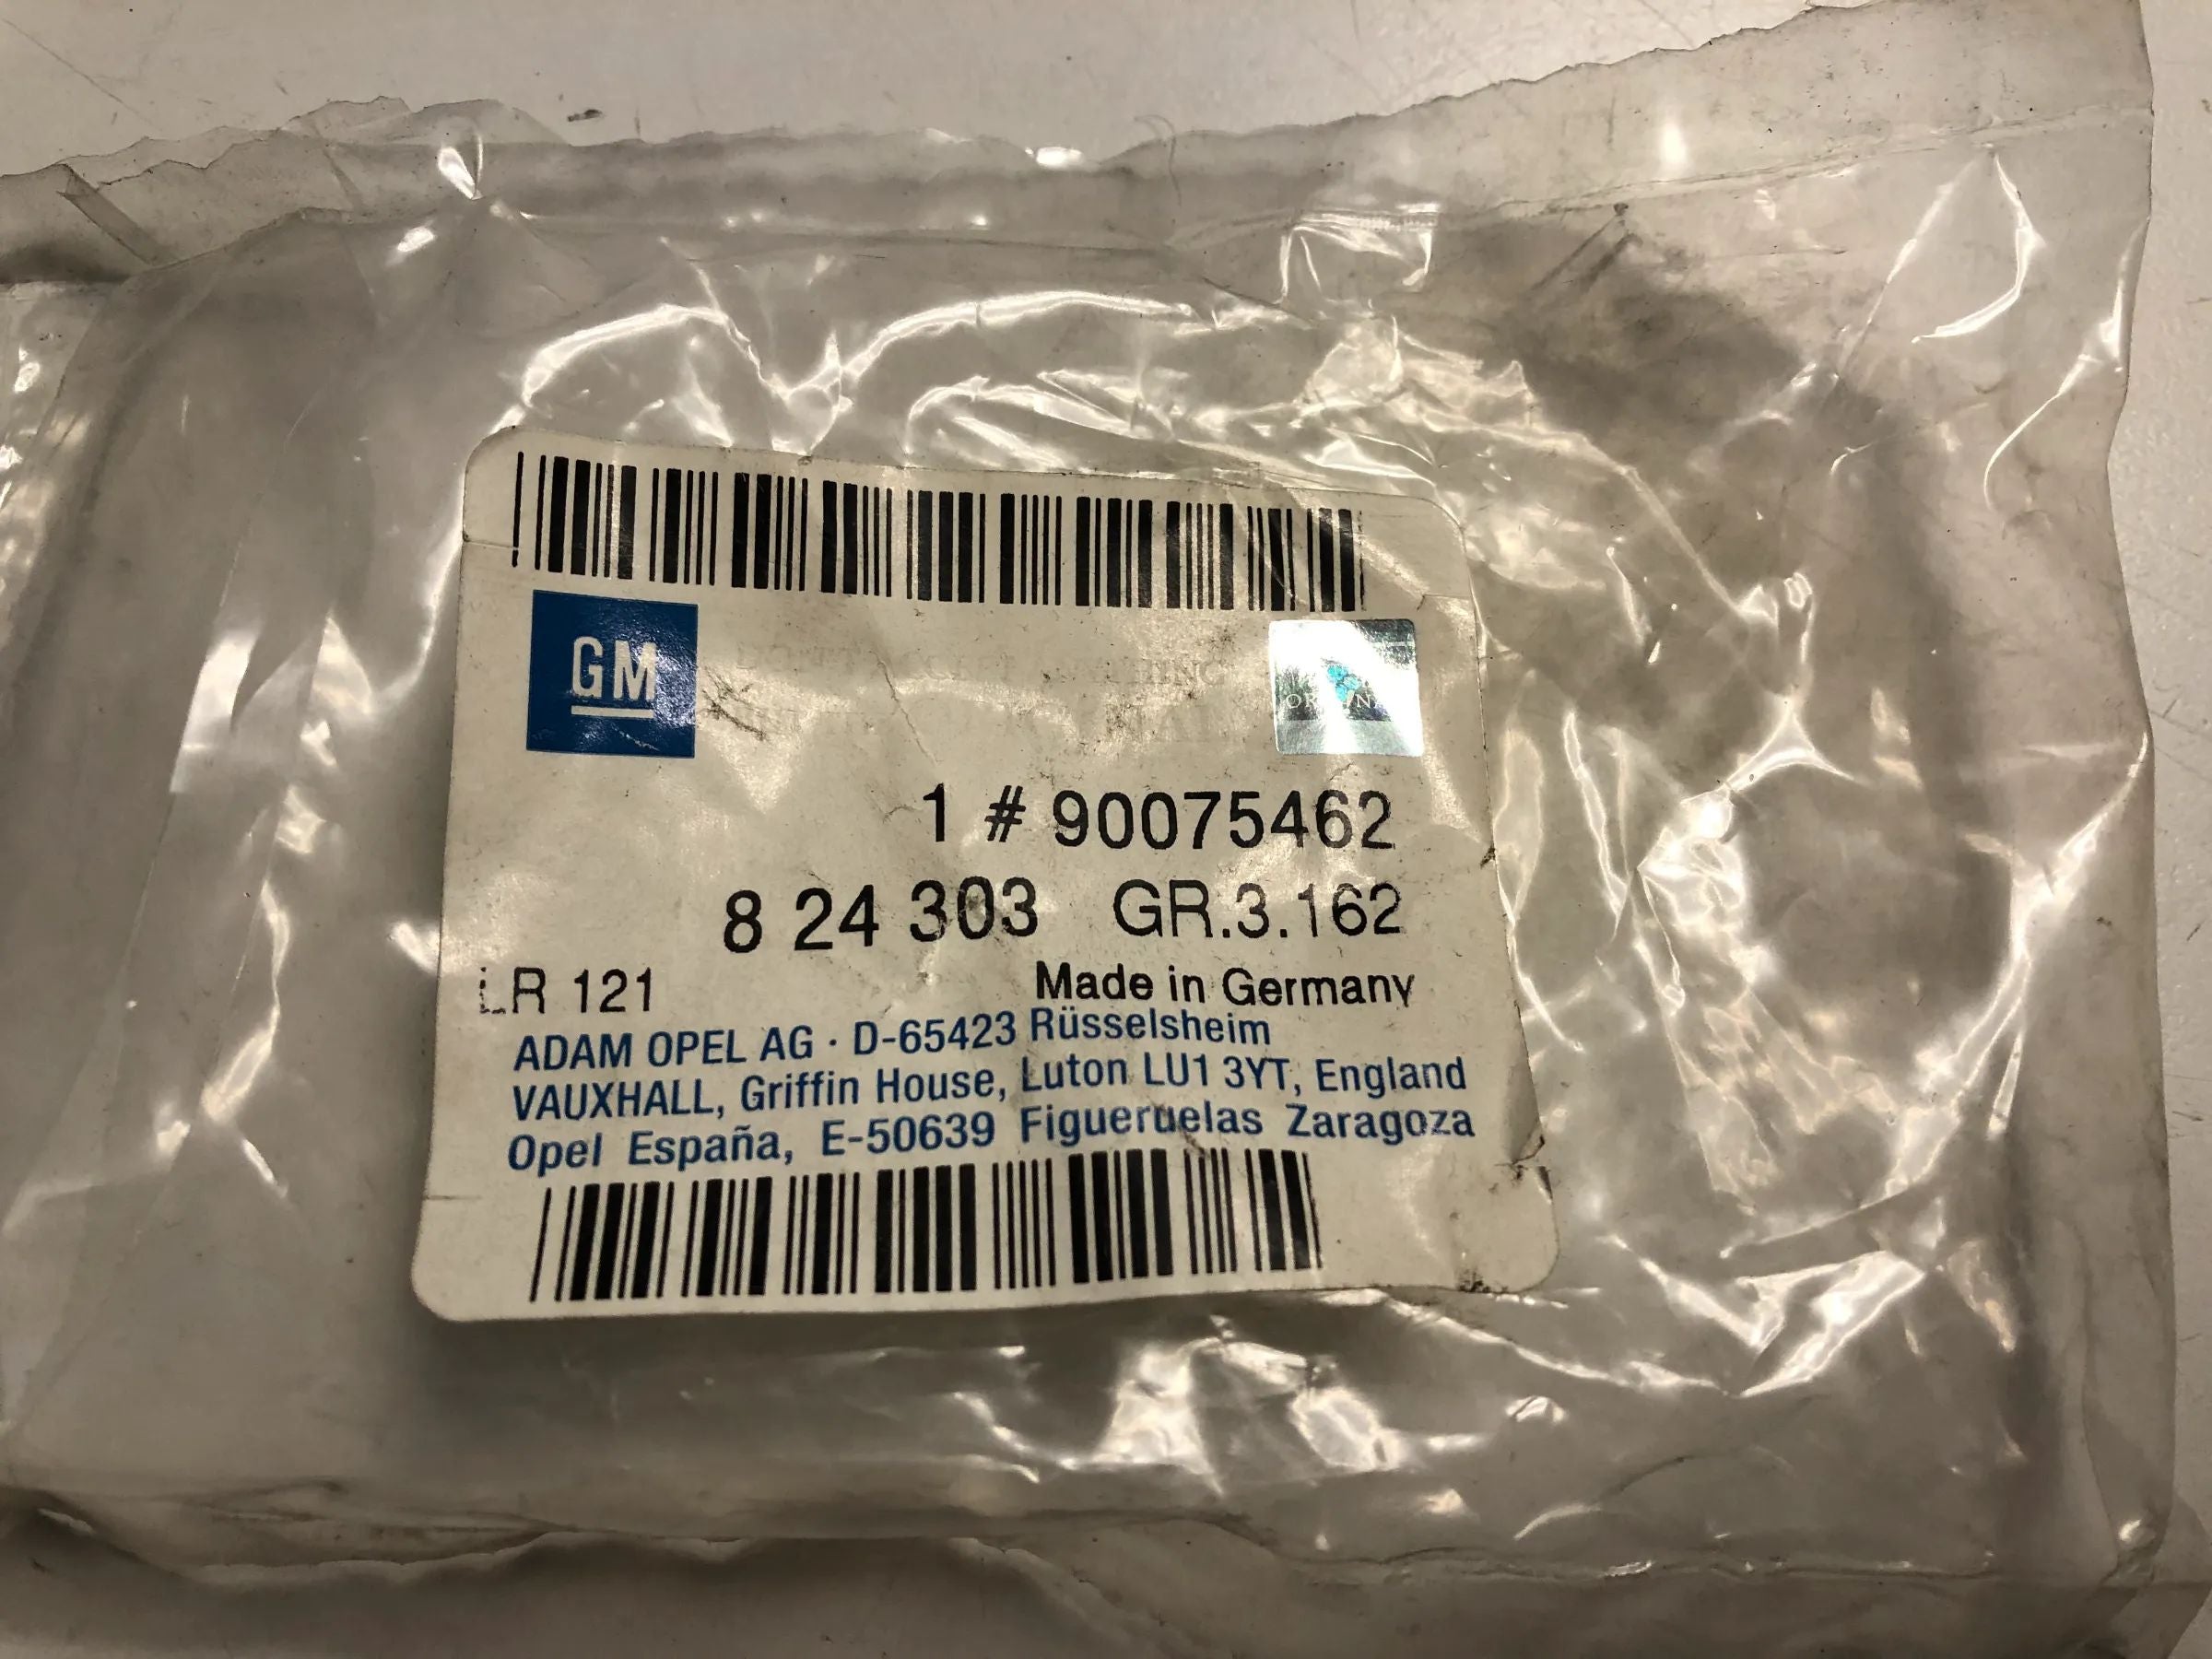 GM
1 # 90075462
8 24 303 GR.3.162
LR 121 Made in Germany
ADAM OPEL AG · D-65423 Rüsselsheim
VAUXHALL, Griffin House, Luton LU1 3YT, England
Opel España, E-50639 Figueruelas Zaragoza